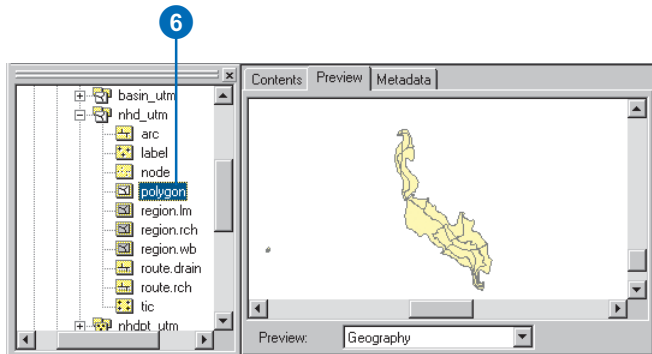 6
basin_utm
nhd_utm
arc
label
node
polygon
region.lm
region.rch
region.wb
route.drain
route.rch
tic
nhdpt_utm
Contents Preview Metadata
Preview: Geography